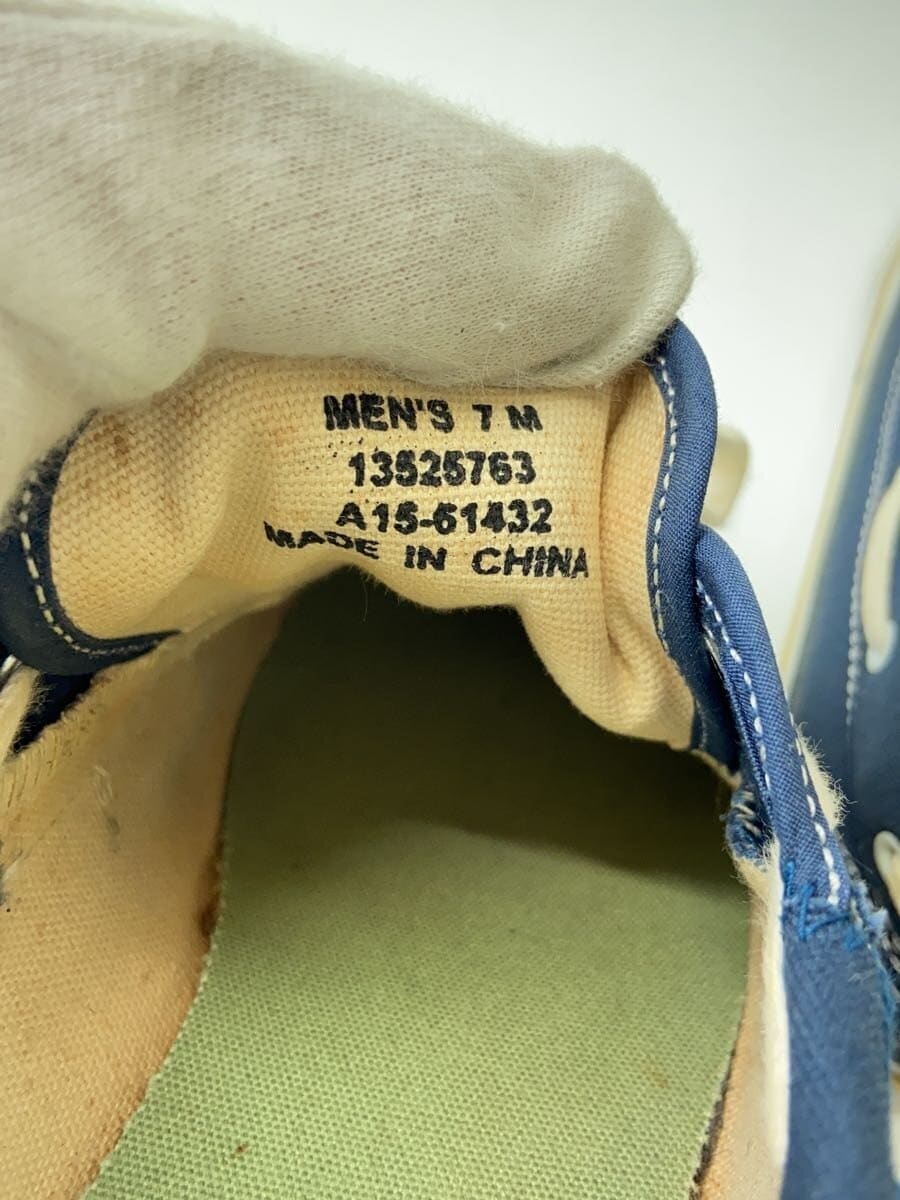 MEN'S 7 M
13525763
A15-61432
MADE IN CHINA